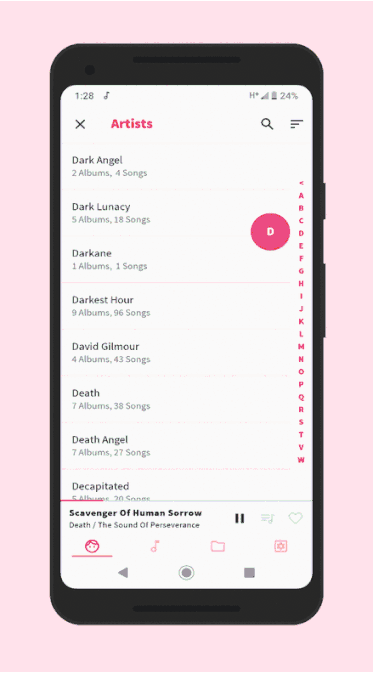 1:28 H+ 24%
Artists
Dark Angel
2 Albums, 4 Songs
Dark Lunacy
5 Albums, 18 Songs
Darkane
1 Albums, 1 Songs
Darkest Hour
9 Albums, 96 Songs
David Gilmour
4 Albums, 43 Songs
Death
7 Albums, 38 Songs
Death Angel
7 Albums, 27 Songs
Decapitated
5 Albums, 20 Songs
D
<
A
B
C
D
E
F
G
H
I
J
K
L
M
N
O
P
Q
R
S
T
V
W
Scavenger Of Human Sorrow
Death / The Sound Of Perseverance